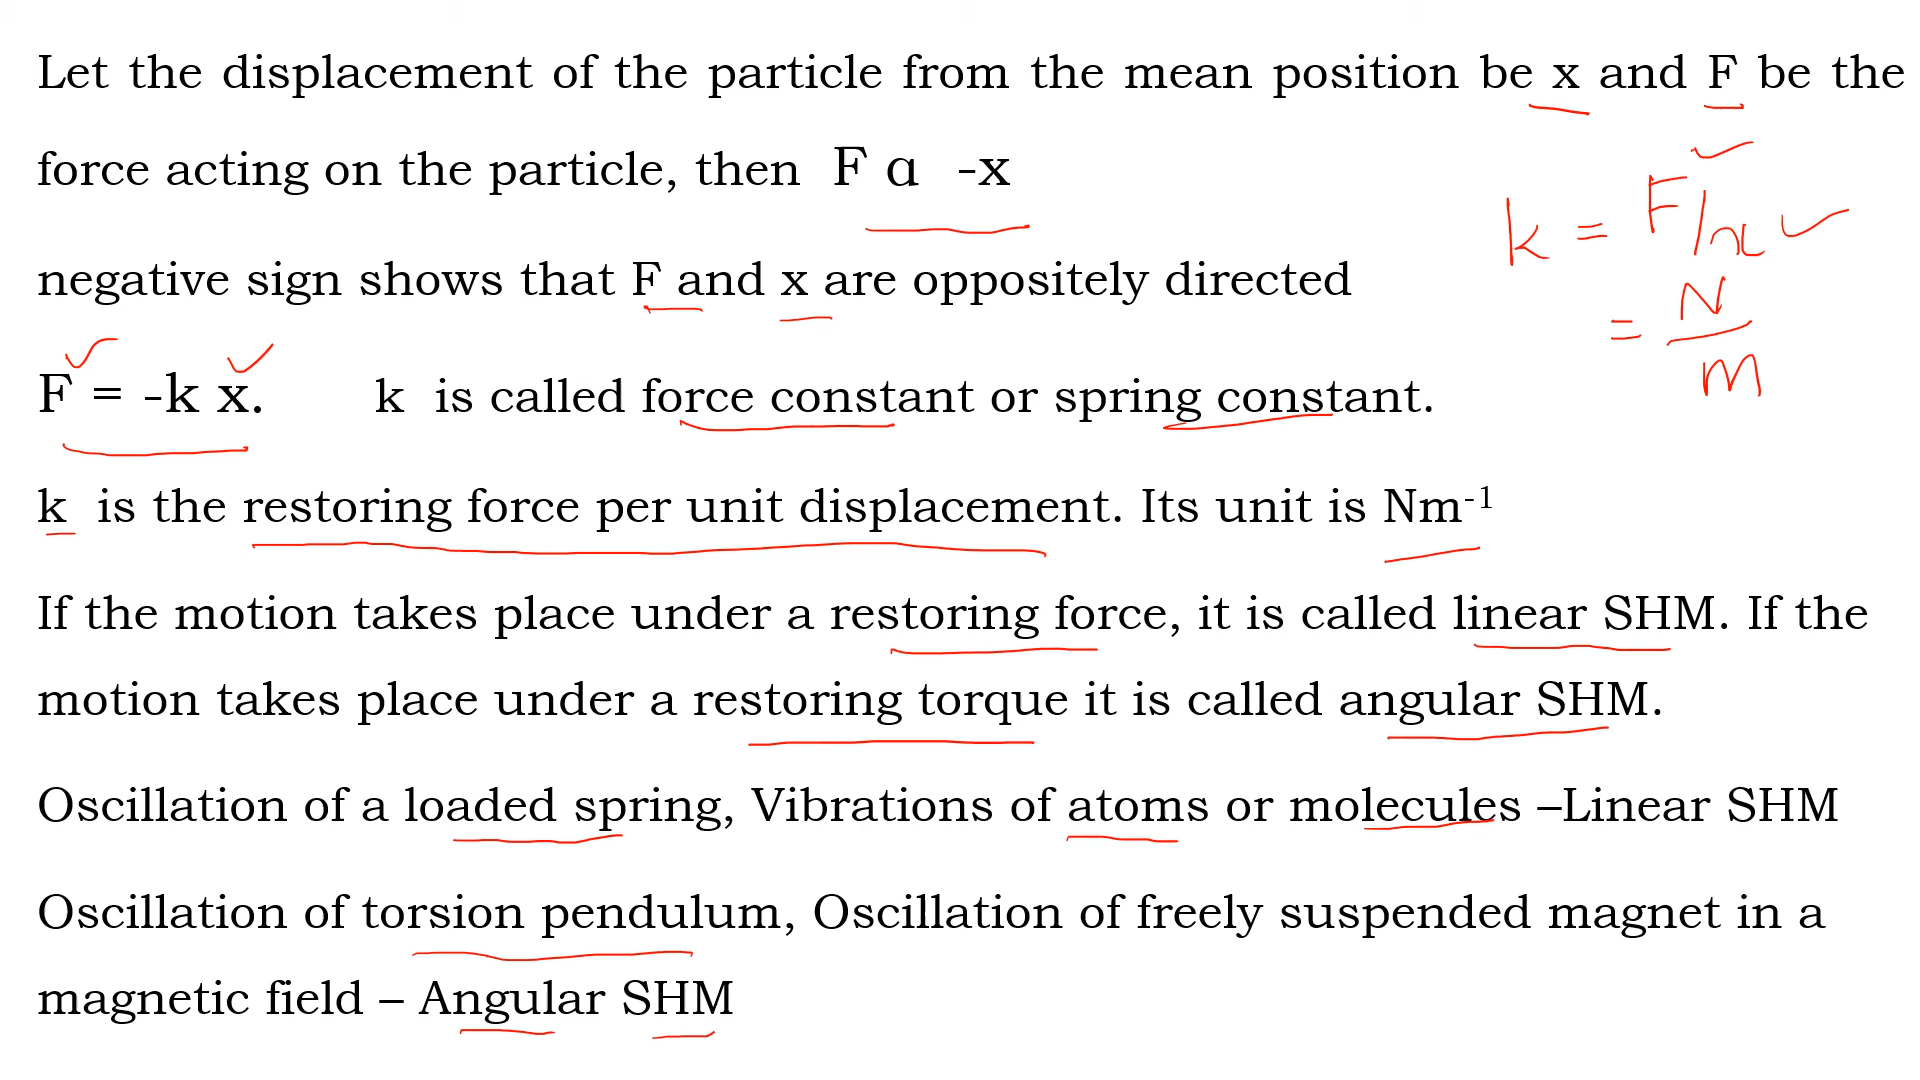 Let the displacement of the particle from the mean position be x and F be the
force acting on the particle, then F α -x
k = F/x
negative sign shows that F and x are oppositely directed
= N/m
F = -k x. k is called force constant or spring constant.
k is the restoring force per unit displacement. Its unit is Nm⁻¹
If the motion takes place under a restoring force, it is called linear SHM. If the
motion takes place under a restoring torque it is called angular SHM.
Oscillation of a loaded spring, Vibrations of atoms or molecules –Linear SHM
Oscillation of torsion pendulum, Oscillation of freely suspended magnet in a
magnetic field – Angular SHM